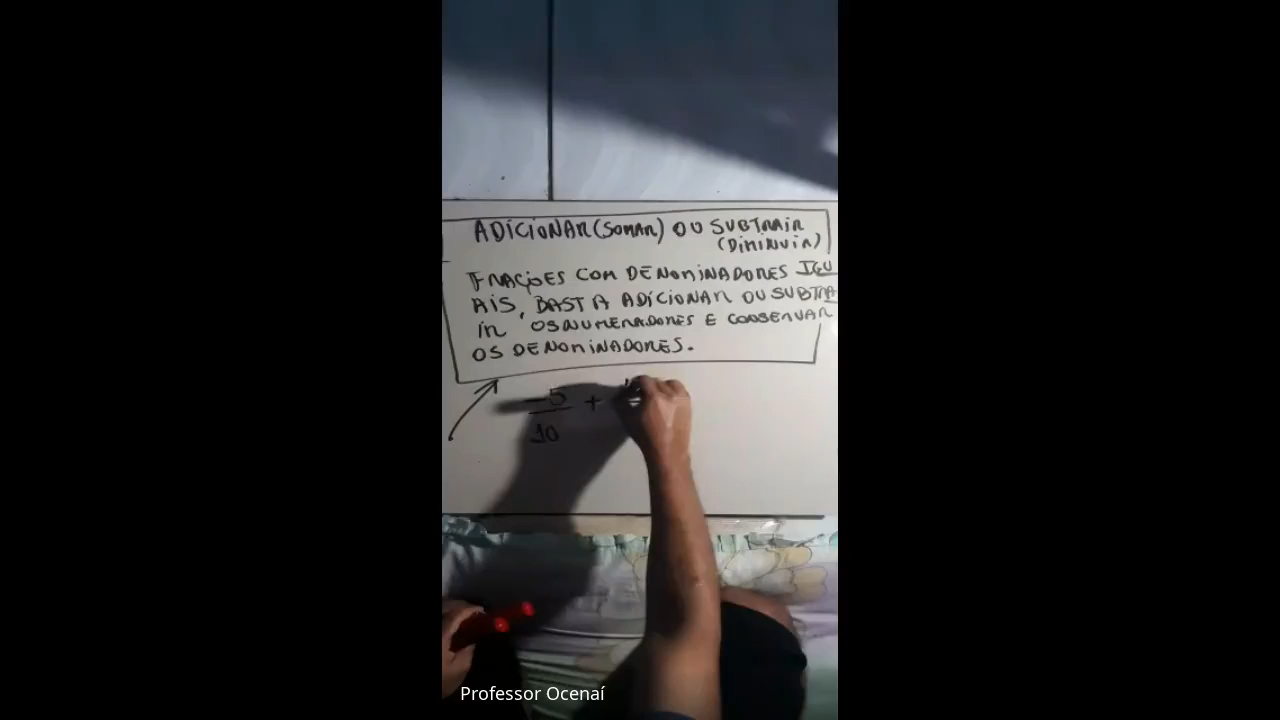 ADICIONAR (SOMAR) OU SUBTRAIR
(DIMINUIR)
FRAÇÕES COM DENOMINADORES IGU
AIS, BASTA ADICIONAR OU SUBTRA
IR OS NUMERADORES E CONSERVAR
OS DENOMINADORES.
-5
10
+
Professor Ocenaí